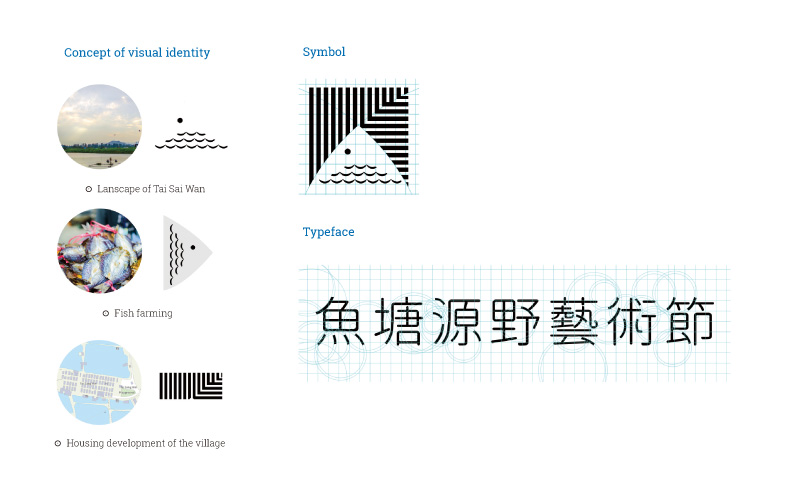 Concept of visual identity
Lanscape of Tai Sai Wan
Fish farming
Housing development of the village
Symbol
Typeface
魚塘源野藝術節